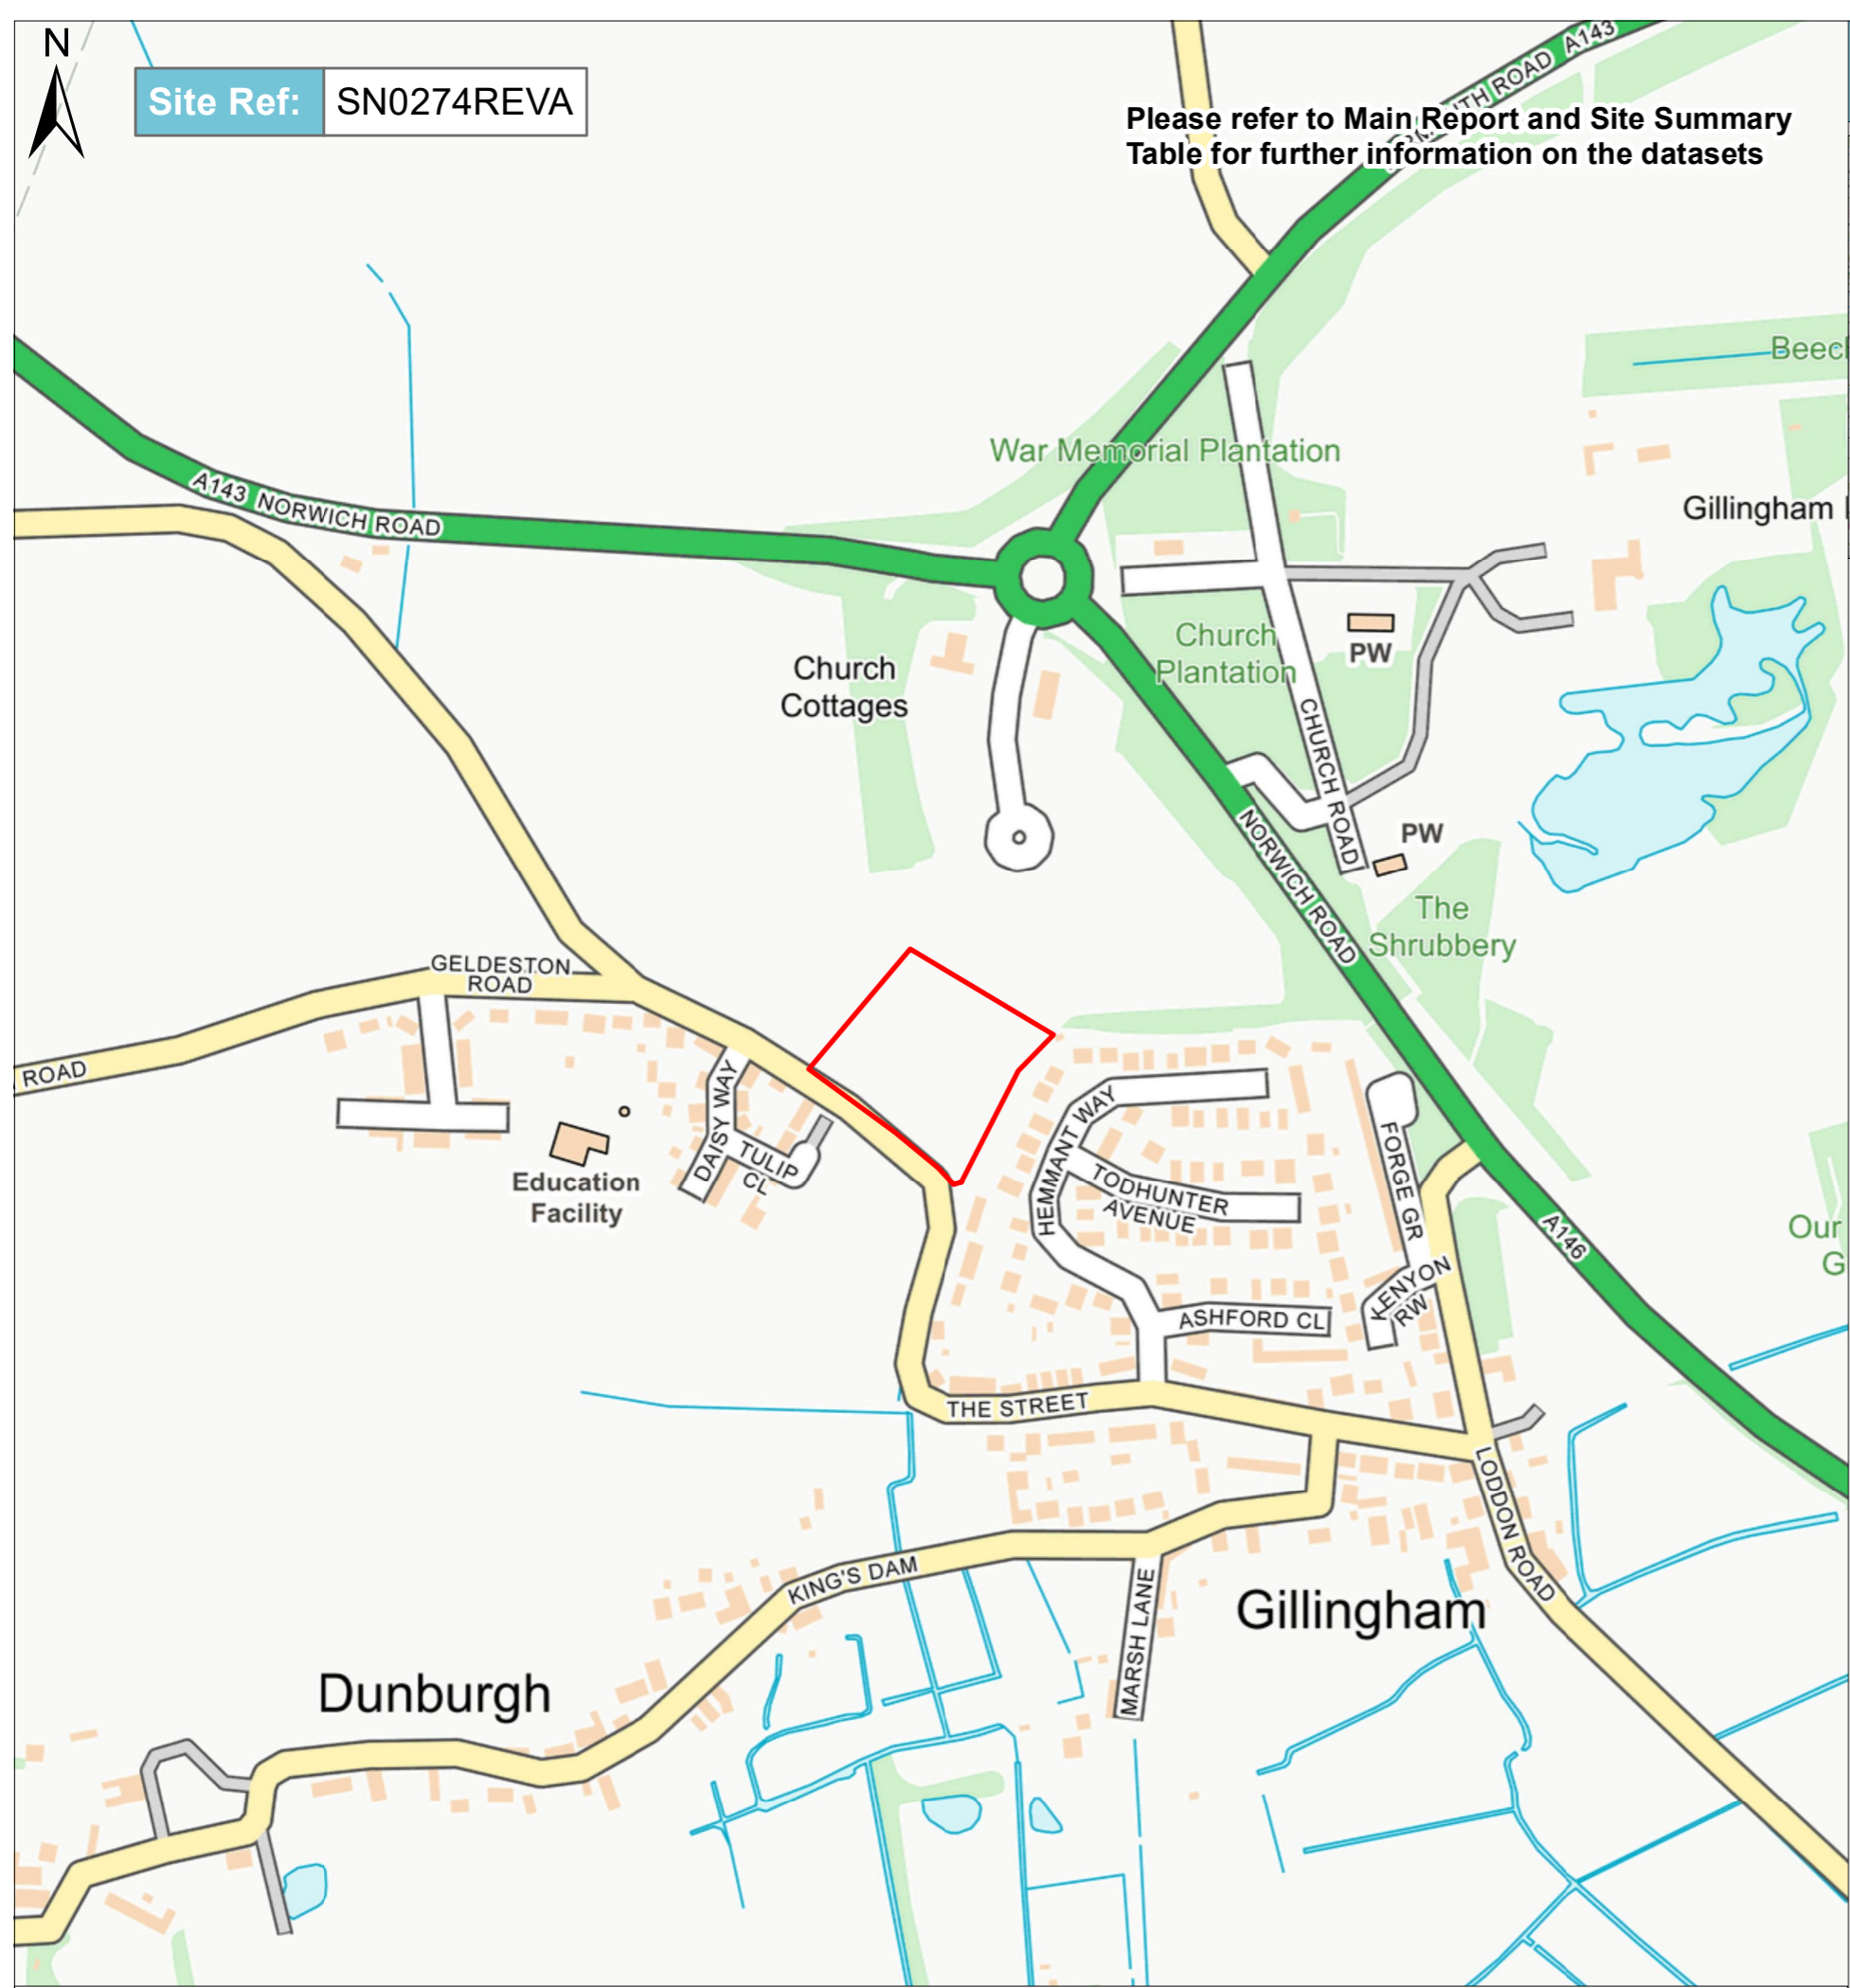 N
Site Ref: SN0274REVA
A143
ROAD
Please refer to Main Report and Site Summary
Table for further information on the datasets
War Memorial Plantation
Gillingham
A143 NORWICH ROAD
Church
Cottages
Church
Plantation
PW
CHURCH ROAD
PW
NORWICH ROAD
The
Shrubbery
GELDESTON
ROAD
ROAD
DAISY WAY
TULIP
CL
Education
Facility
HEMMANT WAY
TODHUNTER
AVENUE
FORGE GR
KENYON
RW
ASHFORD CL
A146
Our
G
THE STREET
LODDON ROAD
KING'S DAM
MARSH LANE
Gillingham
Dunburgh